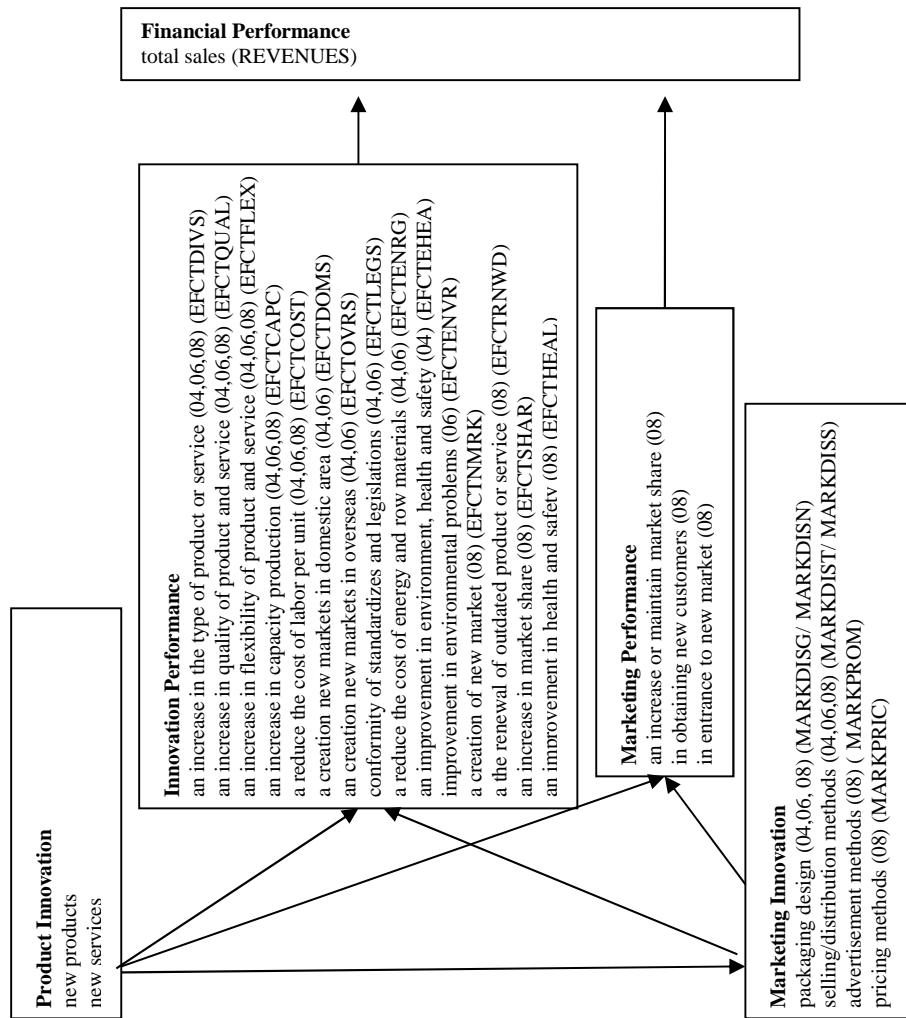 Financial Performance
total sales (REVENUES)
Innovation Performance
an increase in the type of product or service (04,06,08) (EFCTDIVS)
an increase in quality of product and service (04,06,08) (EFCTQUAL)
an increase in flexibility of product and service (04,06,08) (EFCTFLEX)
an increase in capacity production (04,06,08) (EFCTCAPC)
a reduce the cost of labor per unit (04,06,08) (EFCTCOST)
a creation new markets in domestic area (04,06) (EFCTDOMS)
an creation new markets in overseas (04,06) (EFCTOVRS)
conformity of standardizes and legislations (04,06) (EFCTLEGS)
a reduce the cost of energy and row materials (04,06) (EFCTENRG)
an improvement in environment, health and safety (04) (EFCTEHEA)
improvement in environmental problems (06) (EFCTENVR)
a creation of new market (08) (EFCTNMRK)
a the renewal of outdated product or service (08) (EFCTRNWD)
an increase in market share (08) (EFCTSHAR)
an improvement in health and safety (08) (EFCTHEAL)
Marketing Performance
an increase or maintain market share (08)
in obtaining new customers (08)
in entrance to new market (08)
Product Innovation
new products
new services
Marketing Innovation
packaging design (04,06, 08) (MARKDISG/ MARKDISN)
selling/distribution methods (04,06,08) (MARKDIST/ MARKDISS)
advertisement methods (08) ( MARKPROM)
pricing methods (08) (MARKPRIC)